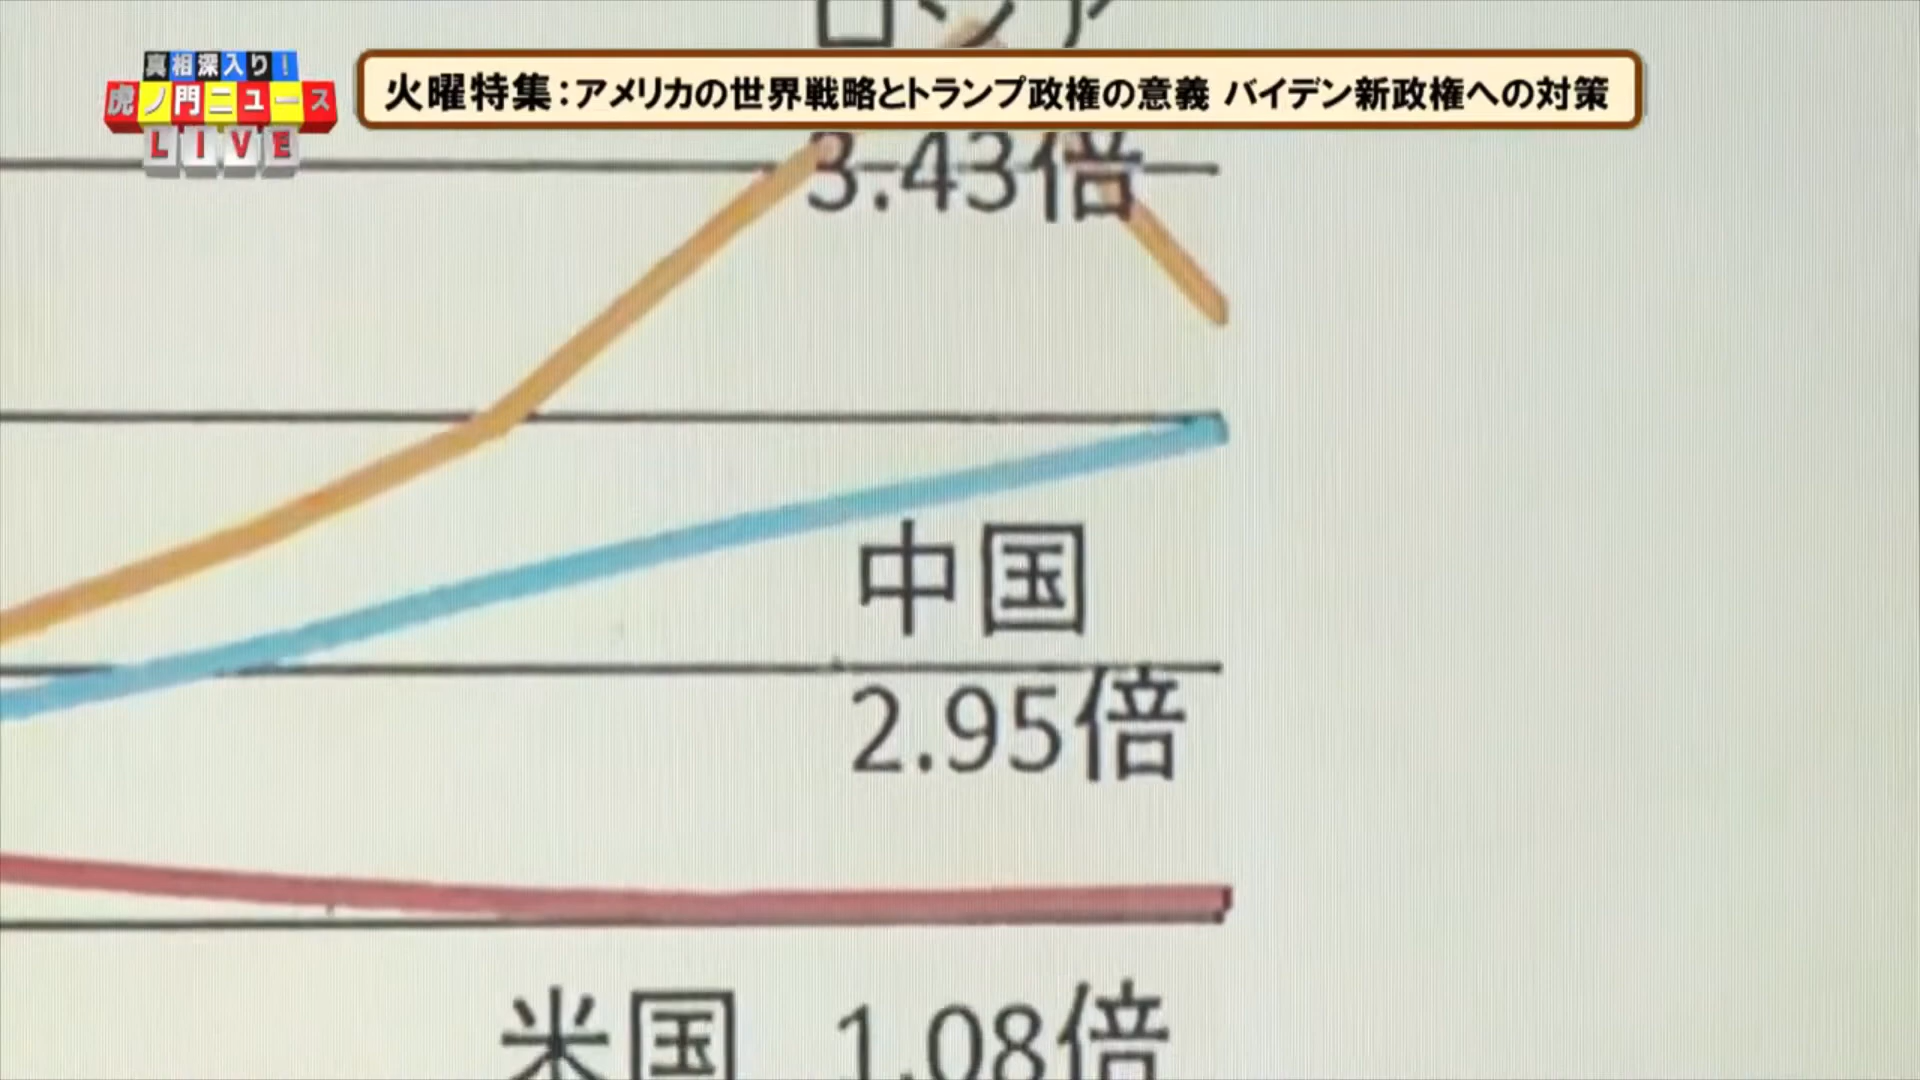 ロシア
真相深入り!
虎ノ門ニュース
LIVE
火曜特集：アメリカの世界戦略とトランプ政権の意義 バイデン新政権への対策
3.43倍
中国
2.95倍
米国 1.08倍